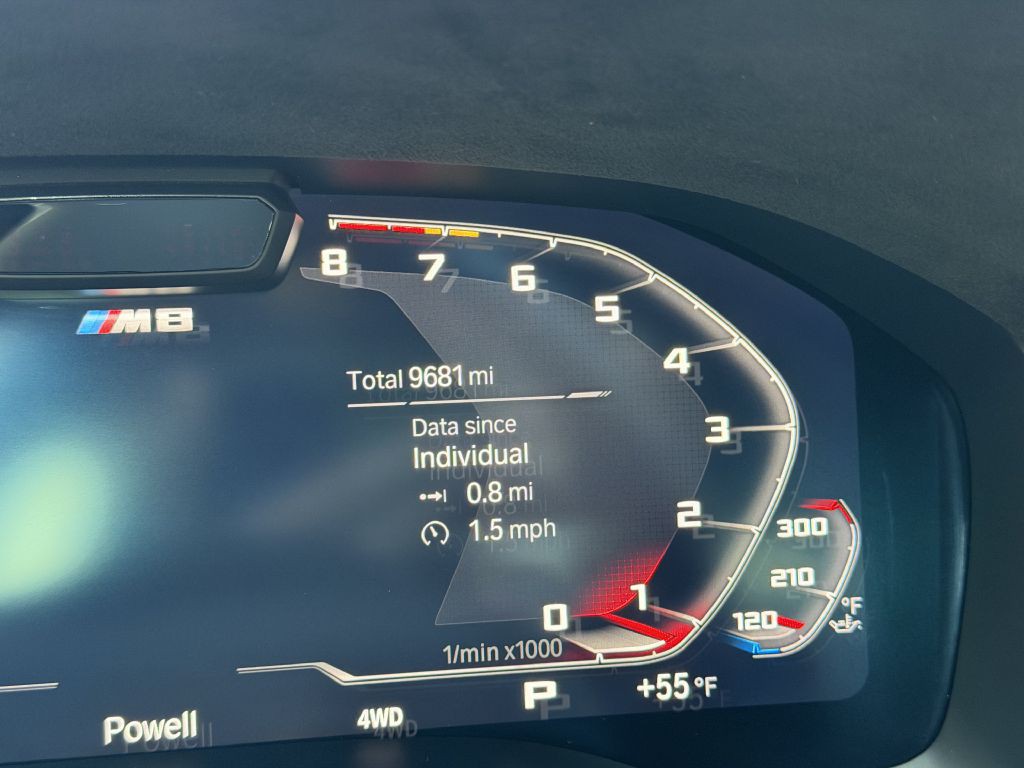 M8
8
7
6
5
4
3
2
1
0
Total 9681 mi
Data since
Individual
0.8 mi
1.5 mph
1/min x1000
300
210
120
°F
P
+55 °F
Powell
4WD